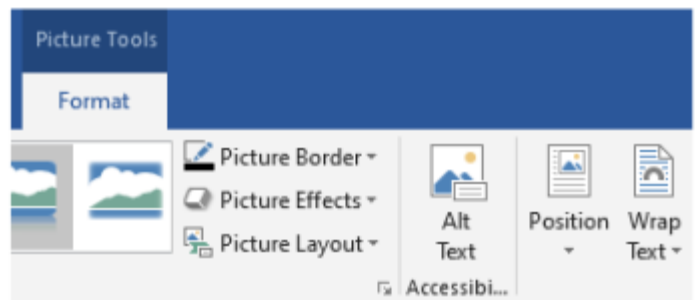 Picture Tools
Format
Picture Border
Picture Effects
Picture Layout
Alt
Text
Position
Wrap
Text
Accessibi...